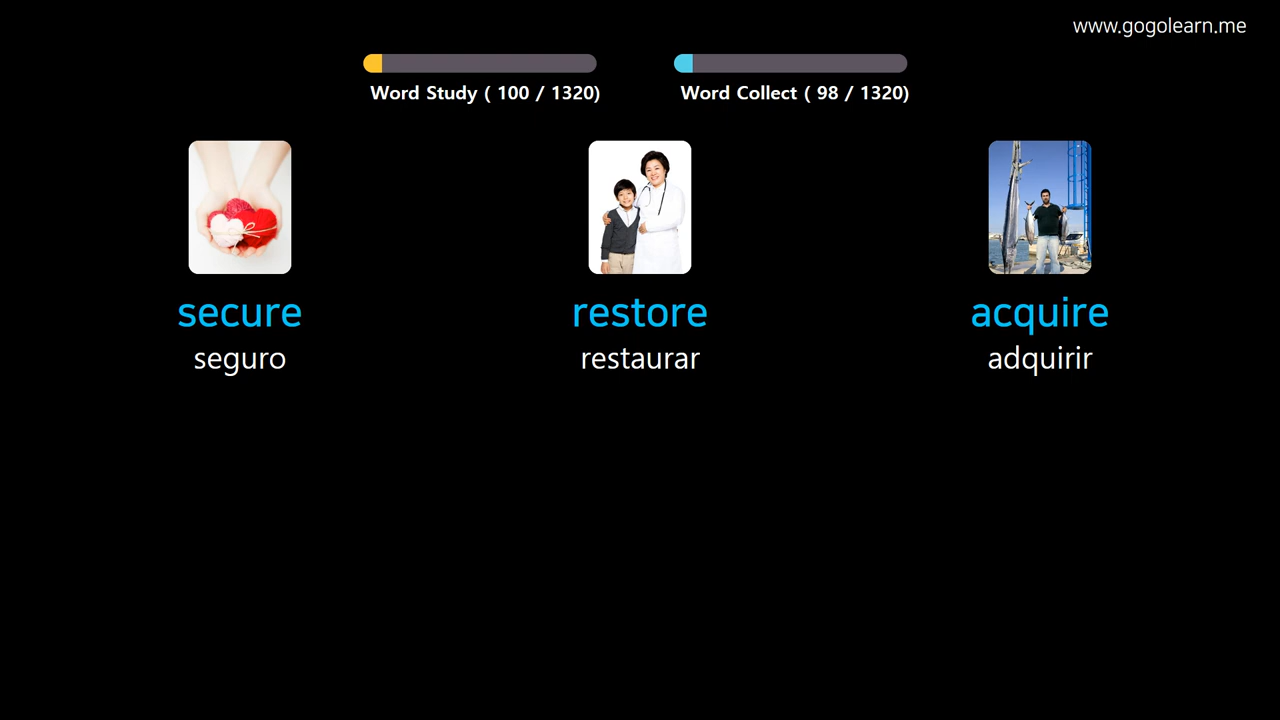 www.gogolearn.me
Word Study ( 100 / 1320)
Word Collect ( 98 / 1320)
secure
restore
acquire
seguro
restaurar
adquirir